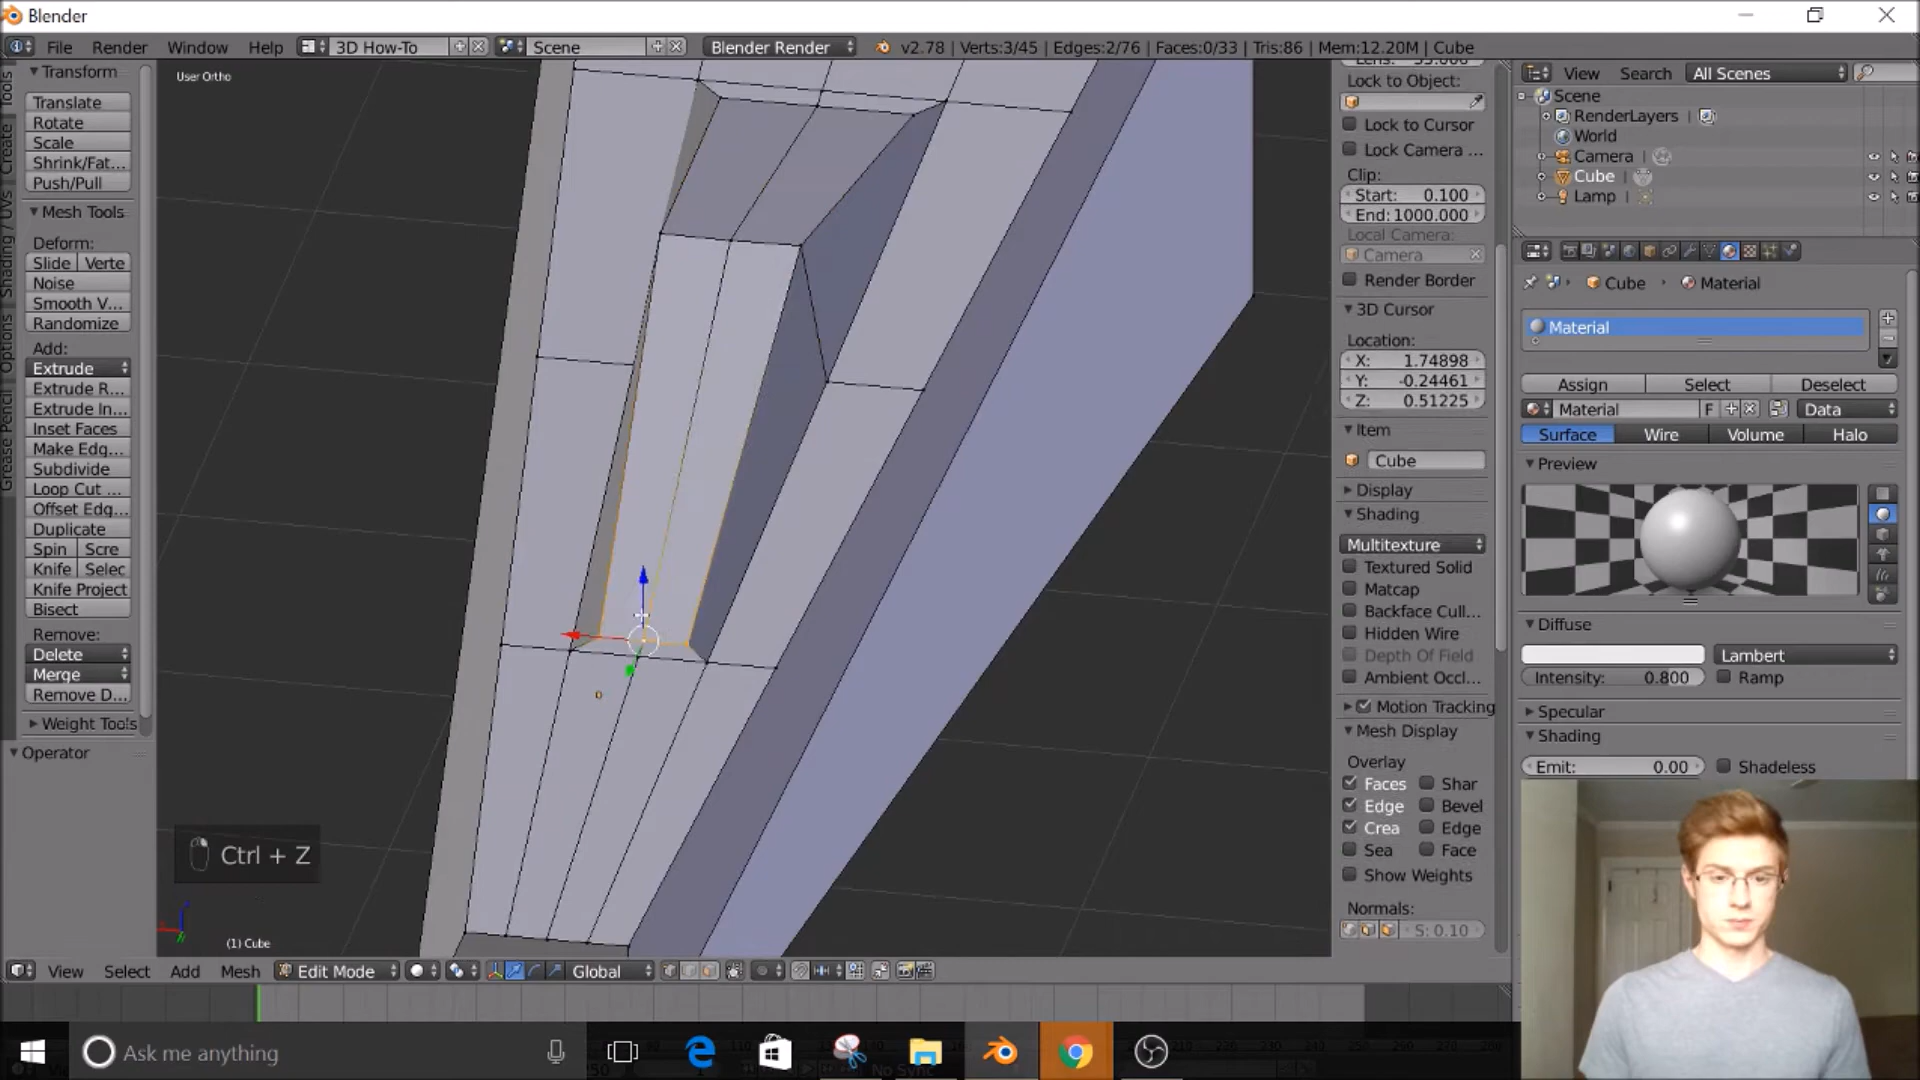 Blender
File Render Window Help 3D How-To Scene Blender Render v2.78 | Verts:3/45 | Edges:2/76 | Faces:0/33 | Tris:86 | Mem:12.20M | Cube
Tools
Create
Shading / UVs
Options
Grease Pencil
Transform
Translate
Rotate
Scale
Shrink/Fat...
Push/Pull
Mesh Tools
Deform:
Slide Verte
Noise
Smooth V...
Randomize
Add:
Extrude
Extrude R...
Extrude In...
Inset Faces
Make Edg...
Subdivide
Loop Cut ...
Offset Edg...
Duplicate
Spin Scre
Knife Selec
Knife Project
Bisect
Remove:
Delete
Merge
Remove D...
Weight Tools
Operator
User Ortho
Ctrl + Z
(1) Cube
Lock to Object:
Lock to Cursor
Lock Camera ...
Clip:
Start: 0.100
End: 1000.000
Local Camera:
Camera
Render Border
3D Cursor
Location:
X: 1.74898
Y: -0.24461
Z: 0.51225
Item
Cube
Display
Shading
Multitexture
Textured Solid
Matcap
Backface Cull...
Hidden Wire
Depth Of Field
Ambient Occl...
Motion Tracking
Mesh Display
Overlay
Faces Shar
Edge Bevel
Crea Edge
Sea Face
Show Weights
Normals:
S: 0.10
View Search All Scenes
Scene
RenderLayers
World
Camera
Cube
Lamp
Cube Material
Material
Assign Select Deselect
Material F Data
Surface Wire Volume Halo
Preview
Diffuse
Lambert
Intensity: 0.800 Ramp
Specular
Shading
Emit: 0.00 Shadeless
View Select Add Mesh Edit Mode Global
Ask me anything
No Sync